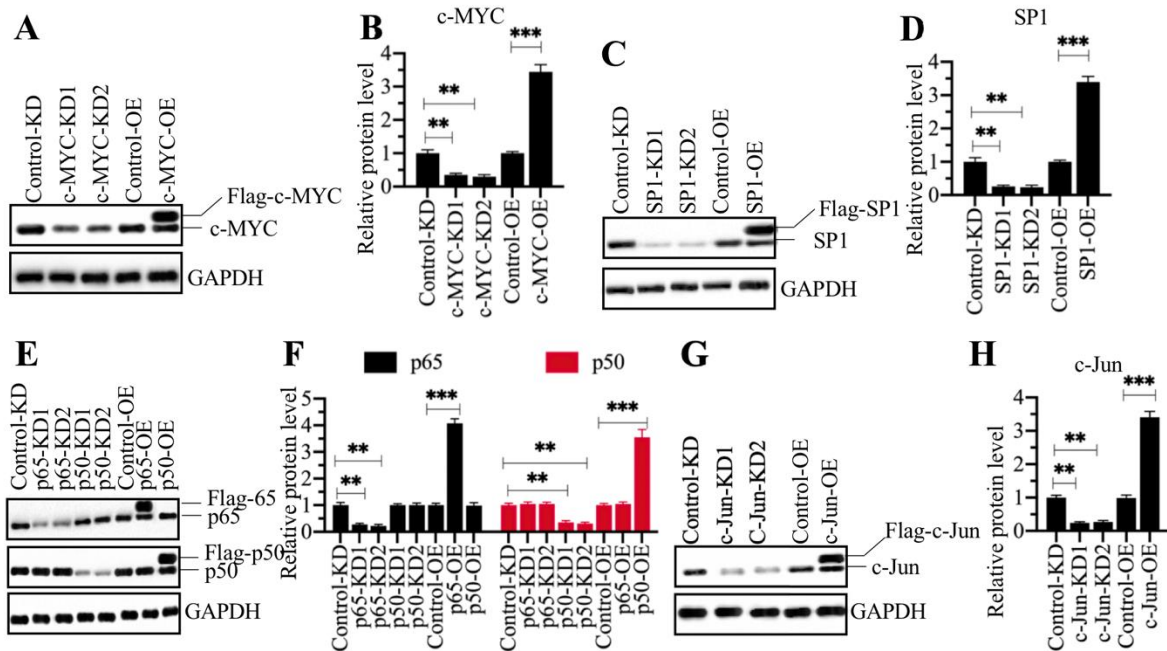 A
Control-KD
c-MYC-KD1
c-MYC-KD2
Control-OE
c-MYC-OE
Flag-c-MYC
c-MYC
GAPDH
B
c-MYC
Relative protein level
4
3
2
1
0
**
**
***
Control-KD
c-MYC-KD1
c-MYC-KD2
Control-OE
c-MYC-OE
C
Control-KD
SP1-KD1
SP1-KD2
Control-OE
SP1-OE
Flag-SP1
SP1
GAPDH
D
SP1
Relative protein level
4
3
2
1
0
**
**
***
Control-KD
SP1-KD1
SP1-KD2
Control-OE
SP1-OE
E
Control-KD
p65-KD1
p65-KD2
p50-KD1
p50-KD2
Control-OE
p65-OE
p50-OE
Flag-65
p65
Flag-p50
p50
GAPDH
F
p65
p50
Relative protein level
5
4
3
2
1
0
**
**
***
**
**
***
Control-KD
p65-KD1
p65-KD2
p50-KD1
p50-KD2
Control-OE
p65-OE
p50-OE
Control-KD
p65-KD1
p65-KD2
p50-KD1
p50-KD2
Control-OE
p65-OE
p50-OE
G
Control-KD
c-Jun-KD1
C-Jun-KD2
Control-OE
c-Jun-OE
Flag-c-Jun
c-Jun
GAPDH
H
c-Jun
Relative protein level
4
3
2
1
0
**
**
***
Control-KD
c-Jun-KD1
c-Jun-KD2
Control-OE
c-Jun-OE